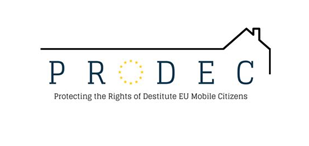 PRODEC
Protecting the Rights of Destitute EU Mobile Citizens